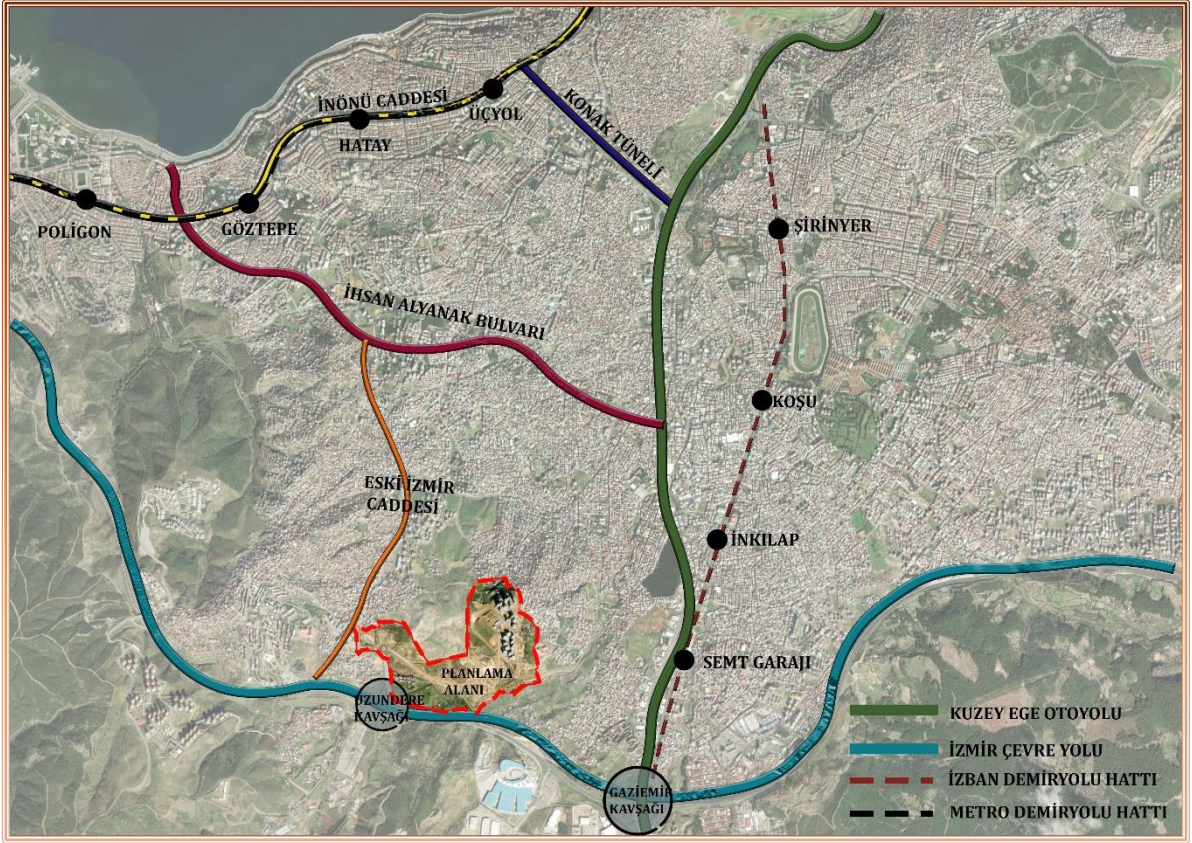 İNÖNÜ CADDESİ
ÜÇYOL
HATAY
KONAK TÜNELİ
POLİGON
GÖZTEPE
ŞİRİNYER
İHSAN ALYANAK BULVARI
KOŞU
ESKİ İZMİR
CADDESİ
İNKILAP
SEMT GARAJI
PLANLAMA
ALANI
UZUNDERE
KAVŞAĞI
GAZİEMİR
KAVŞAĞI
KUZEY EGE OTOYOLU
İZMİR ÇEVRE YOLU
İZBAN DEMİRYOLU HATTI
METRO DEMİRYOLU HATTI